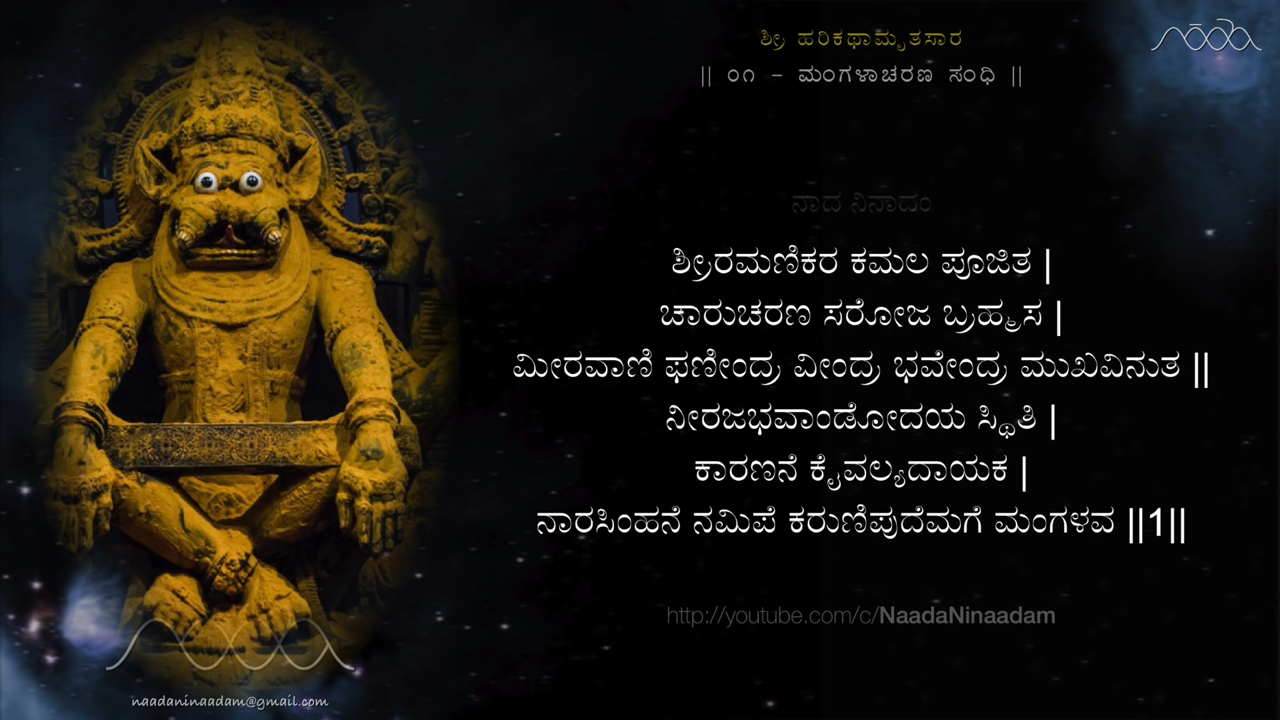 ಶ್ರೀ ಹರಿಕಥಾಮೃತಸಾರ
|| ೦೧ - ಮಂಗಳಾಚರಣ ಸಂಧಿ ||
ನಾದ
ನಾದ ನಿನಾದಂ
ಶ್ರೀರಮಣಿಕರ ಕಮಲ ಪೂಜಿತ |
ಚಾರುಚರಣ ಸರೋಜ ಬ್ರಹ್ಮಸ |
ಮೀರವಾಣಿ ಫಣೀಂದ್ರ ವೀಂದ್ರ ಭವೇಂದ್ರ ಮುಖವಿನುತ ||
ನೀರಜಭವಾಂಡೋದಯ ಸ್ಥಿತಿ |
ಕಾರಣನೆ ಕೈವಲ್ಯದಾಯಕ |
ನಾರಸಿಂಹನೆ ನಮಿಪೆ ಕರುಣಿಪುದೆಮಗೆ ಮಂಗಳವ ||1||
http://youtube.com/c/NaadaNinaadam
naadaninaadam@gmail.com